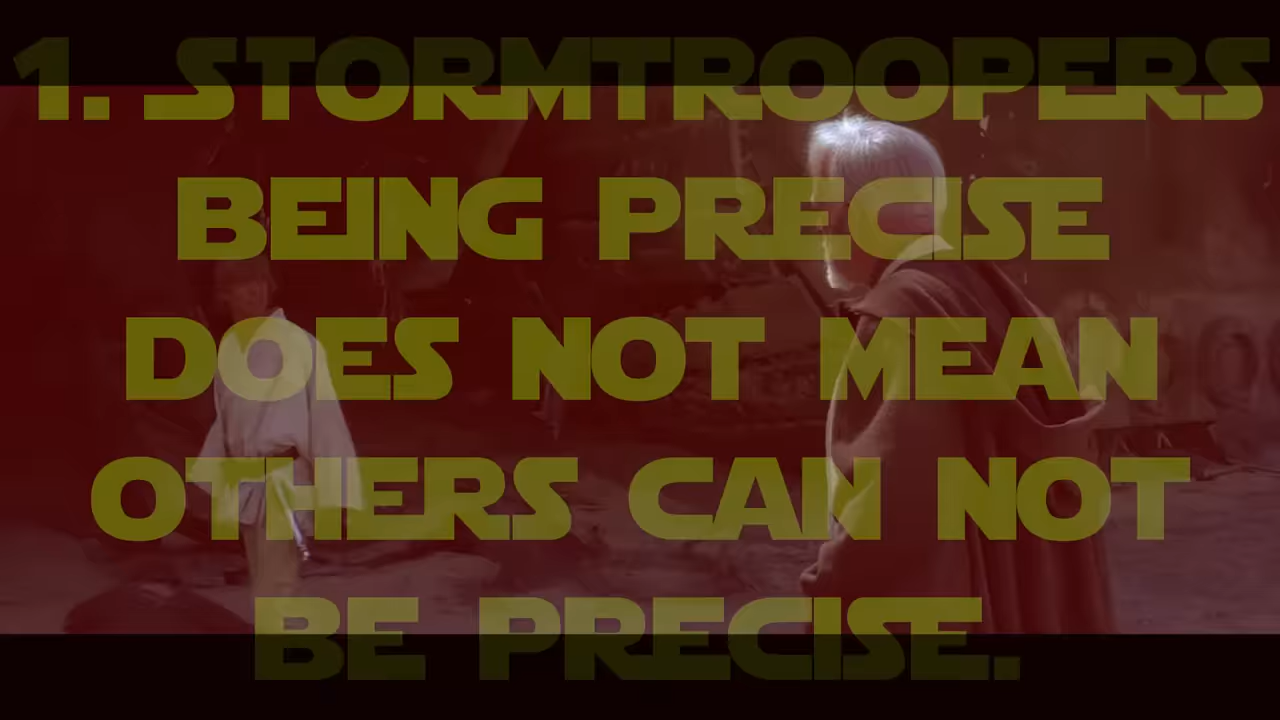 1. STORMTROOPERS
BEING PRECISE
DOES NOT MEAN
OTHERS CAN NOT
BE PRECISE.